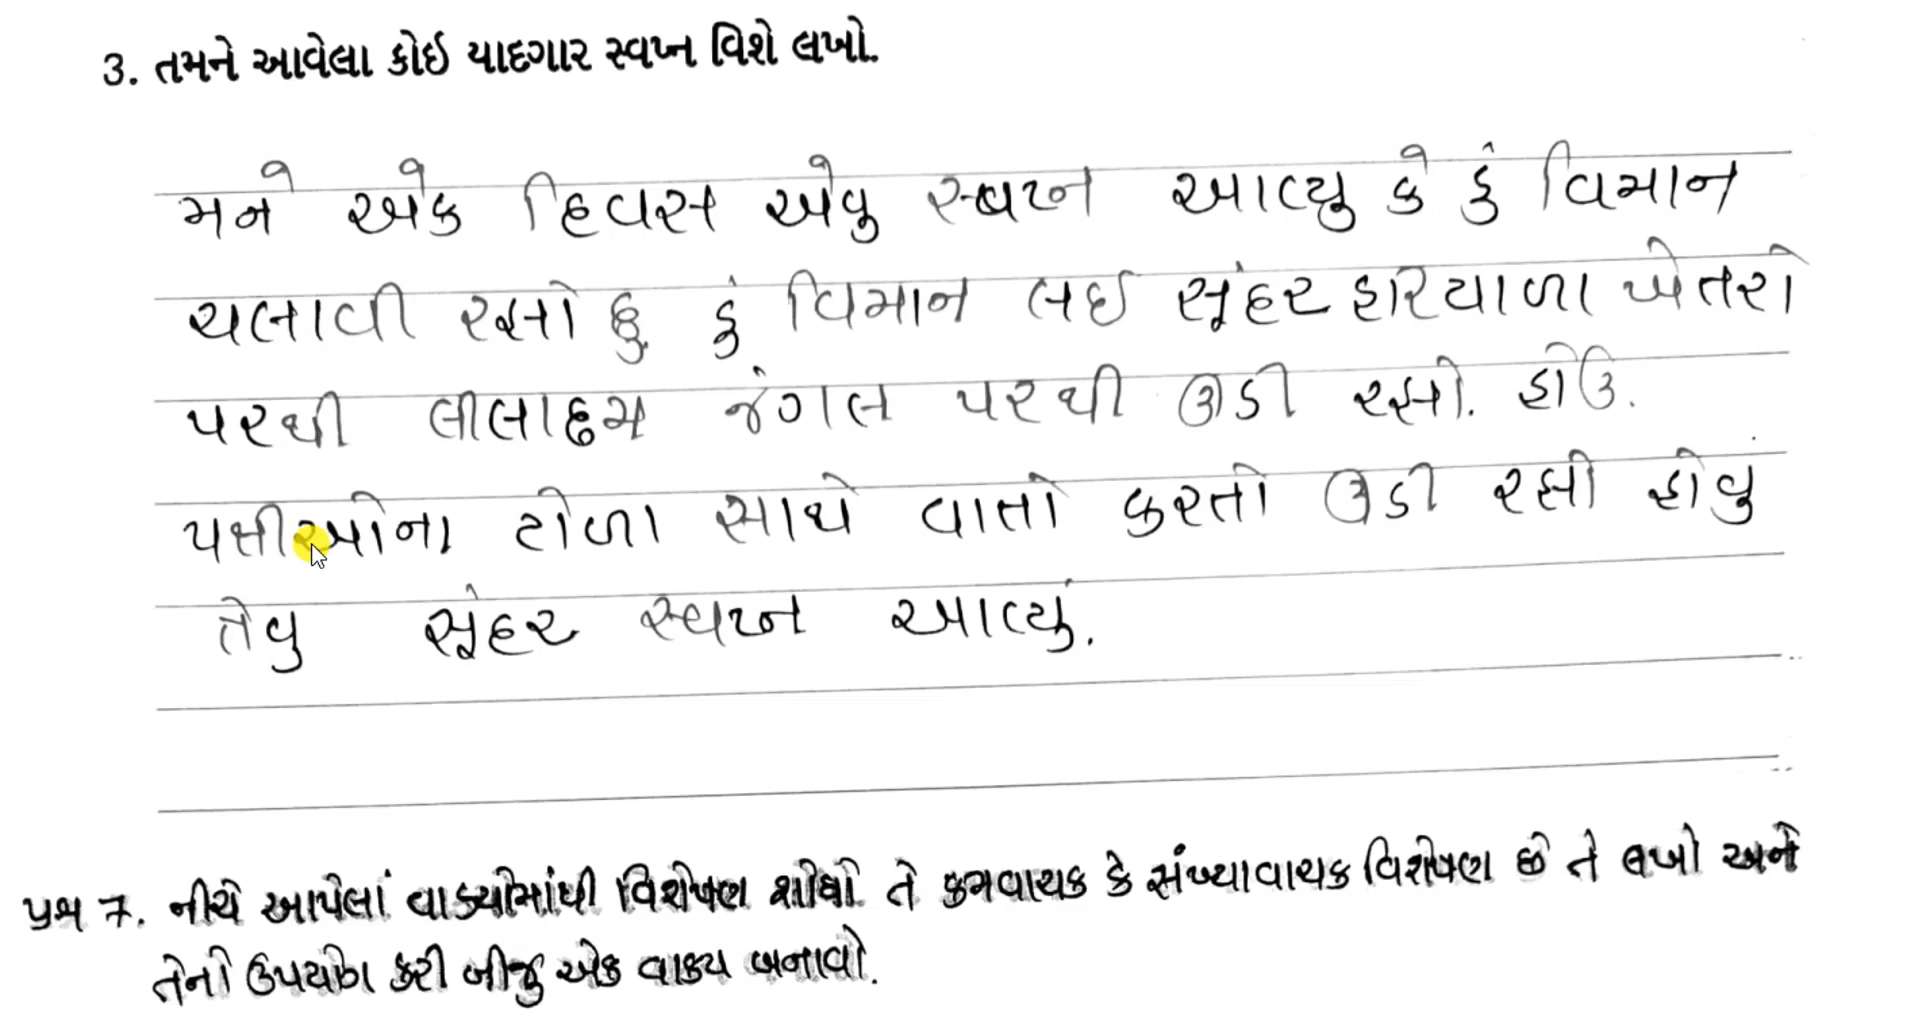 3. તમને આવેલા કોઈ યાદગાર સ્વપ્ન વિશે લખો.
મને એક દિવસ એવુ સ્વપ્ન આવ્યુ કે હું વિમાન
ચલાવી રહ્યો છુ હું વિમાન લઈ સૂંદર હરિયાળા ખેતરો
પરથી લીલાછમ જંગલ પરથી ઊડી રહ્યો. હોઉ.
પક્ષીઓના ટોળા સાથે વાતો કરતો ઊડી રહ્યી હોવુ
તેવુ સૂંદર સ્વપ્ન આવ્યું.
પ્રશ્ન 7. નીચે આપેલાં વાક્યોમાંથી વિશેષણ શોધો તે ક્રમવાચક કે સંખ્યાવાચક વિશેષણ છે તે લખો અને
તેનો ઉપયોગ કરી બીજુ એક વાક્ય બનાવો.